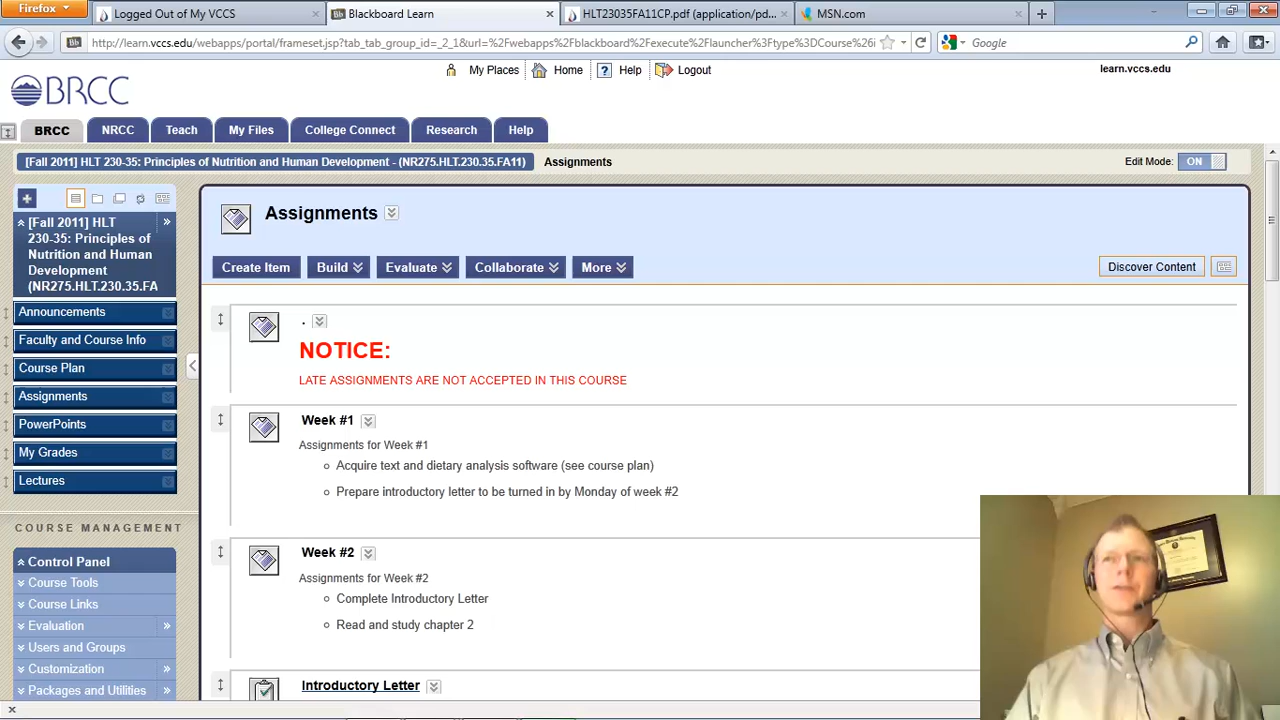 Firefox
Logged Out of My VCCS
Blackboard Learn
HLT23035FA11CP.pdf (application/pd...
MSN.com
http://learn.vccs.edu/webapps/portal/frameset.jsp?tab_tab_group_id=_2_1&url=%2Fwebapps%2Fblackboard%2Fexecute%2Flauncher%3Ftype%3DCourse%26i
Google
BRCC
My Places
Home
Help
Logout
learn.vccs.edu
BRCC
NRCC
Teach
My Files
College Connect
Research
Help
[Fall 2011] HLT 230-35: Principles of Nutrition and Human Development - (NR275.HLT.230.35.FA11)
Assignments
Edit Mode:
ON
[Fall 2011] HLT
230-35: Principles of
Nutrition and Human
Development
(NR275.HLT.230.35.FA
Announcements
Faculty and Course Info
Course Plan
Assignments
PowerPoints
My Grades
Lectures
COURSE MANAGEMENT
Control Panel
Course Tools
Course Links
Evaluation
Users and Groups
Customization
Packages and Utilities
Assignments
Create Item
Build
Evaluate
Collaborate
More
Discover Content
.
NOTICE:
LATE ASSIGNMENTS ARE NOT ACCEPTED IN THIS COURSE
Week #1
Assignments for Week #1
Acquire text and dietary analysis software (see course plan)
Prepare introductory letter to be turned in by Monday of week #2
Week #2
Assignments for Week #2
Complete Introductory Letter
Read and study chapter 2
Introductory Letter